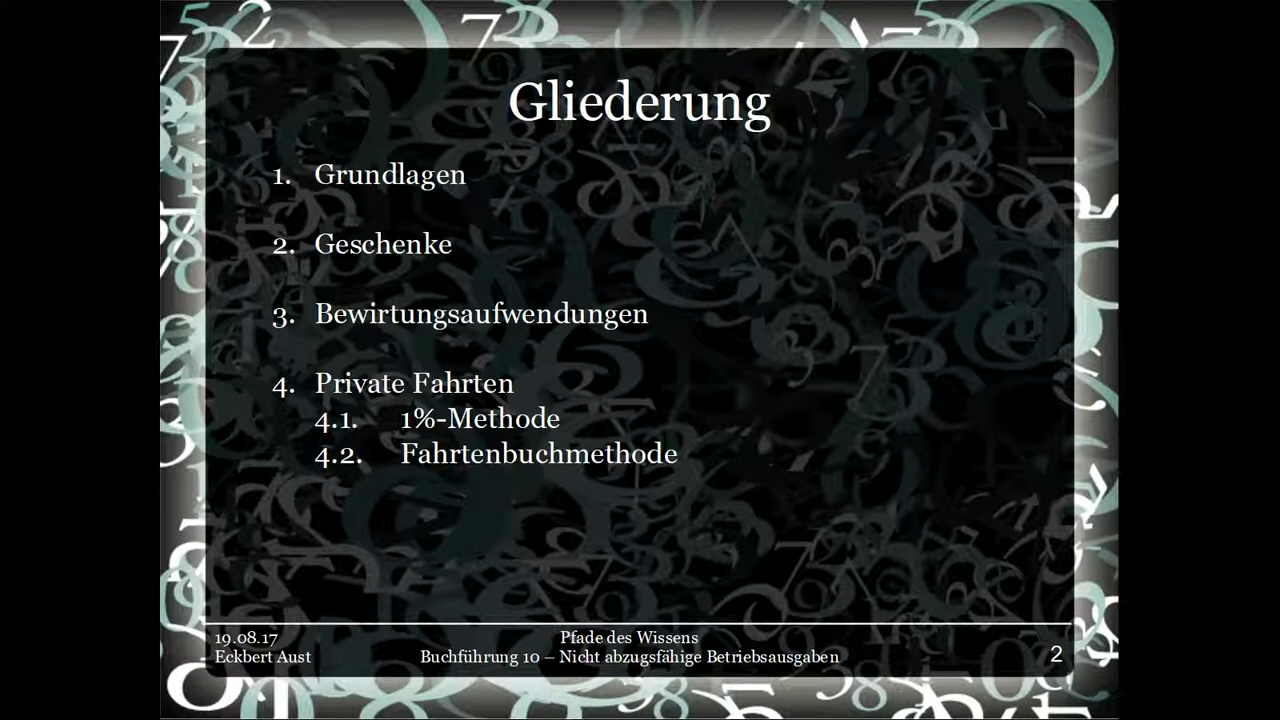 Gliederung
1. Grundlagen
2. Geschenke
3. Bewirtungsaufwendungen
4. Private Fahrten
4.1. 1%-Methode
4.2. Fahrtenbuchmethode
19.08.17
Eckbert Aust
Pfade des Wissens
Buchführung 10 – Nicht abzugsfähige Betriebsausgaben
2